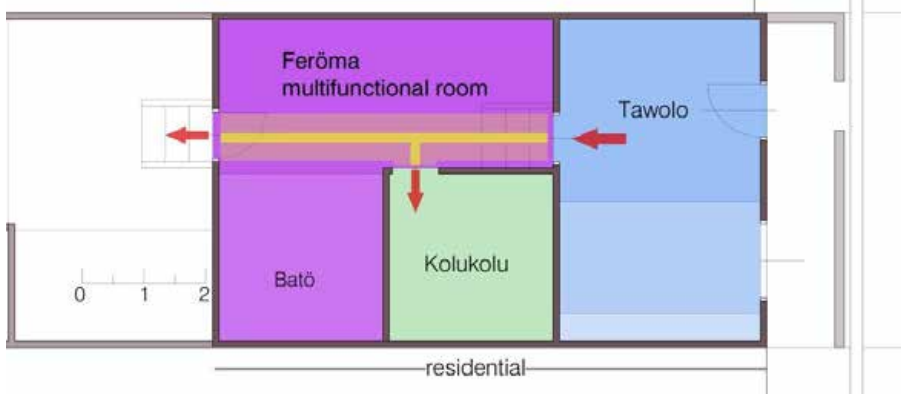 Feröma
multifunctional room
Tawolo
Batö
Kolukolu
0 1 2
residential